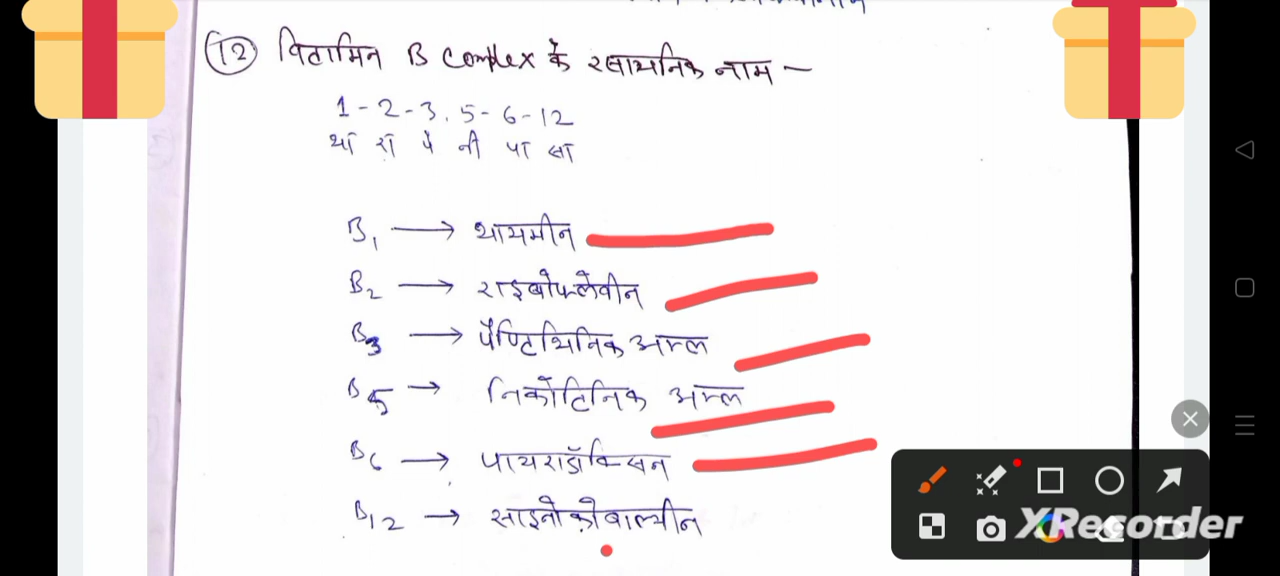 (12) विटामिन B Complex के रसायनिक नाम –
1 - 2 - 3. 5 - 6 - 12
था रा पे नी पा सा
B1 → थायमीन
B2 → राइबोफ्लेवीन
B3 → पैण्टिथिनिक अम्ल
B5 → निकोटिनिक अम्ल
B6 → पायराडॉक्सिन
B12 → साइनोकोबाल्मीन
XRecorder